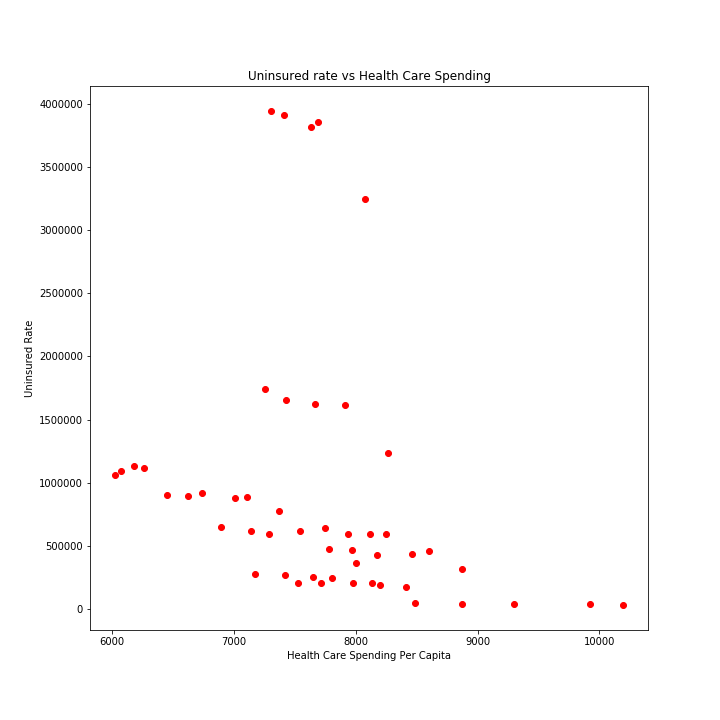 Uninsured rate vs Health Care Spending
4000000
3500000
3000000
2500000
2000000
1500000
1000000
500000
0
Uninsured Rate
6000 7000 8000 9000 10000
Health Care Spending Per Capita